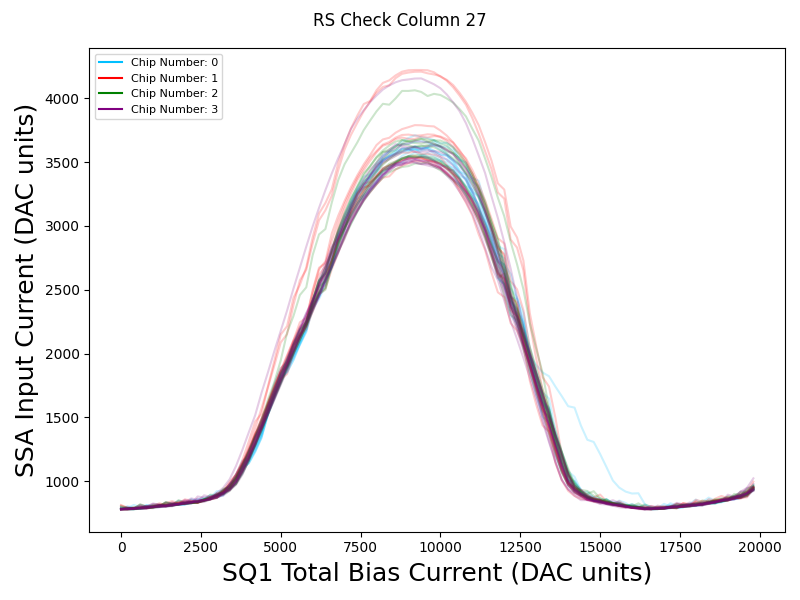 RS Check Column 27
Chip Number: 0
Chip Number: 1
Chip Number: 2
Chip Number: 3
SSA Input Current (DAC units)
4000
3500
3000
2500
2000
1500
1000
0 2500 5000 7500 10000 12500 15000 17500 20000
SQ1 Total Bias Current (DAC units)